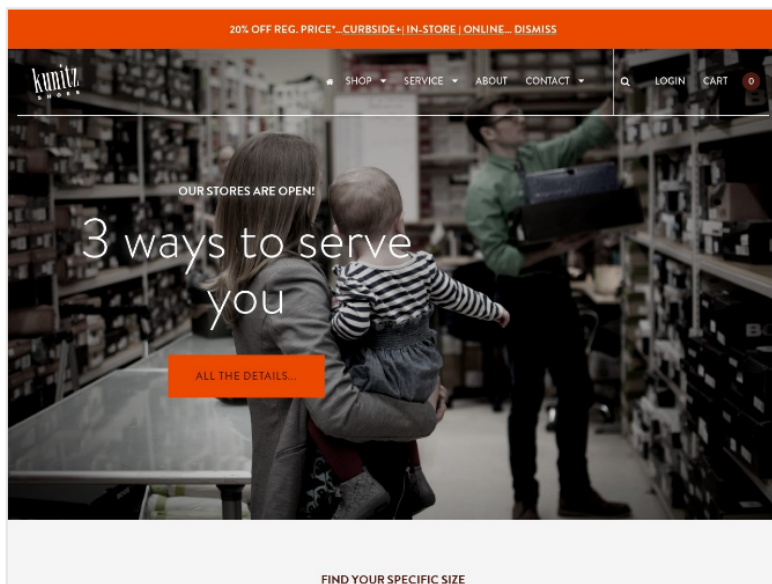 20% OFF REG. PRICE*...CURBSIDE+| IN-STORE | ONLINE... DISMISS
kunitz
SHOES
SHOP SERVICE ABOUT CONTACT LOGIN CART 0
OUR STORES ARE OPEN!
3 ways to serve
you
ALL THE DETAILS...
FIND YOUR SPECIFIC SIZE